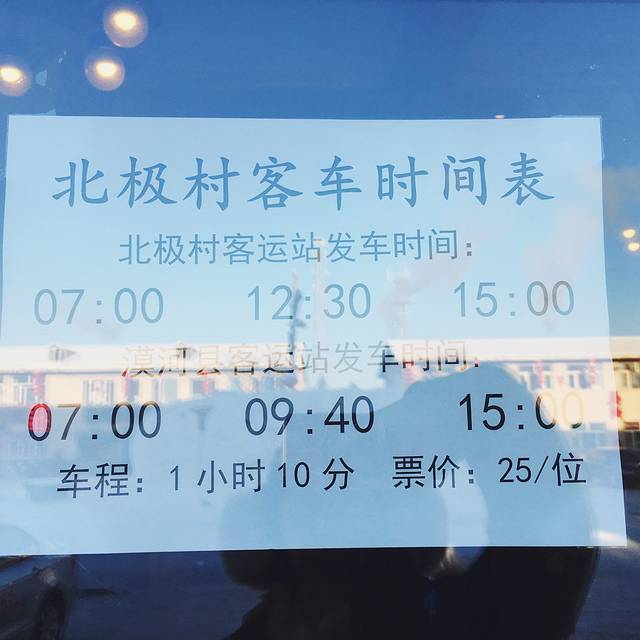 北极村客车时间表
北极村客运站发车时间：
07:00 12:30 15:00
漠河县客运站发车时间：
07:00 09:40 15:00
车程：1小时10分 票价：25/位